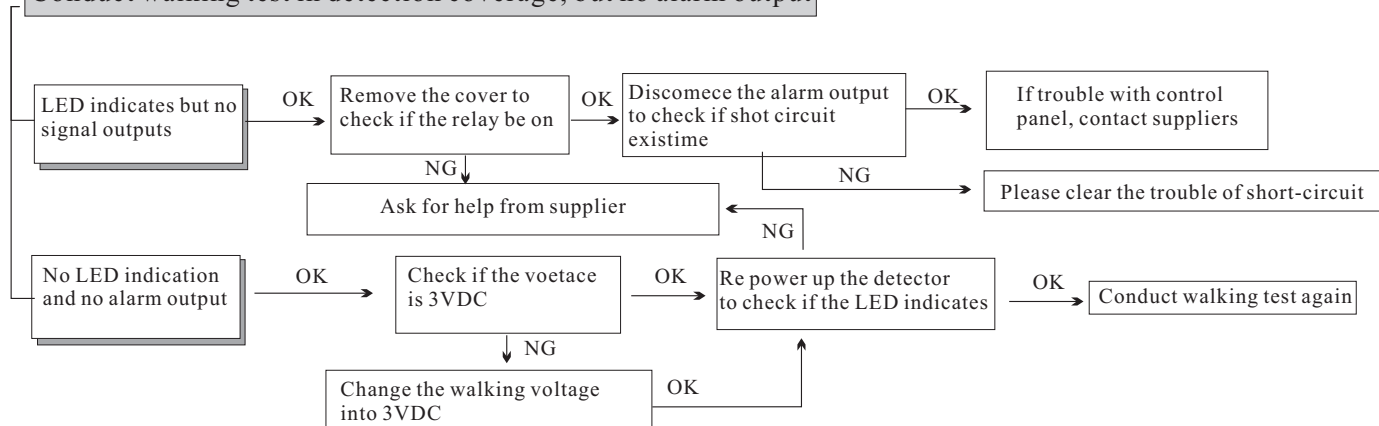 Conduct walking test in detection coverage, but no alarm output
LED indicates but no
signal outputs
OK
Remove the cover to
check if the relay be on
OK
Discomece the alarm output
to check if shot circuit
existime
OK
If trouble with control
panel, contact suppliers
NG
NG
Please clear the trouble of short-circuit
Ask for help from supplier
NG
No LED indication
and no alarm output
OK
Check if the voetace
is 3VDC
OK
Re power up the detector
to check if the LED indicates
OK
Conduct walking test again
NG
Change the walking voltage
into 3VDC
OK